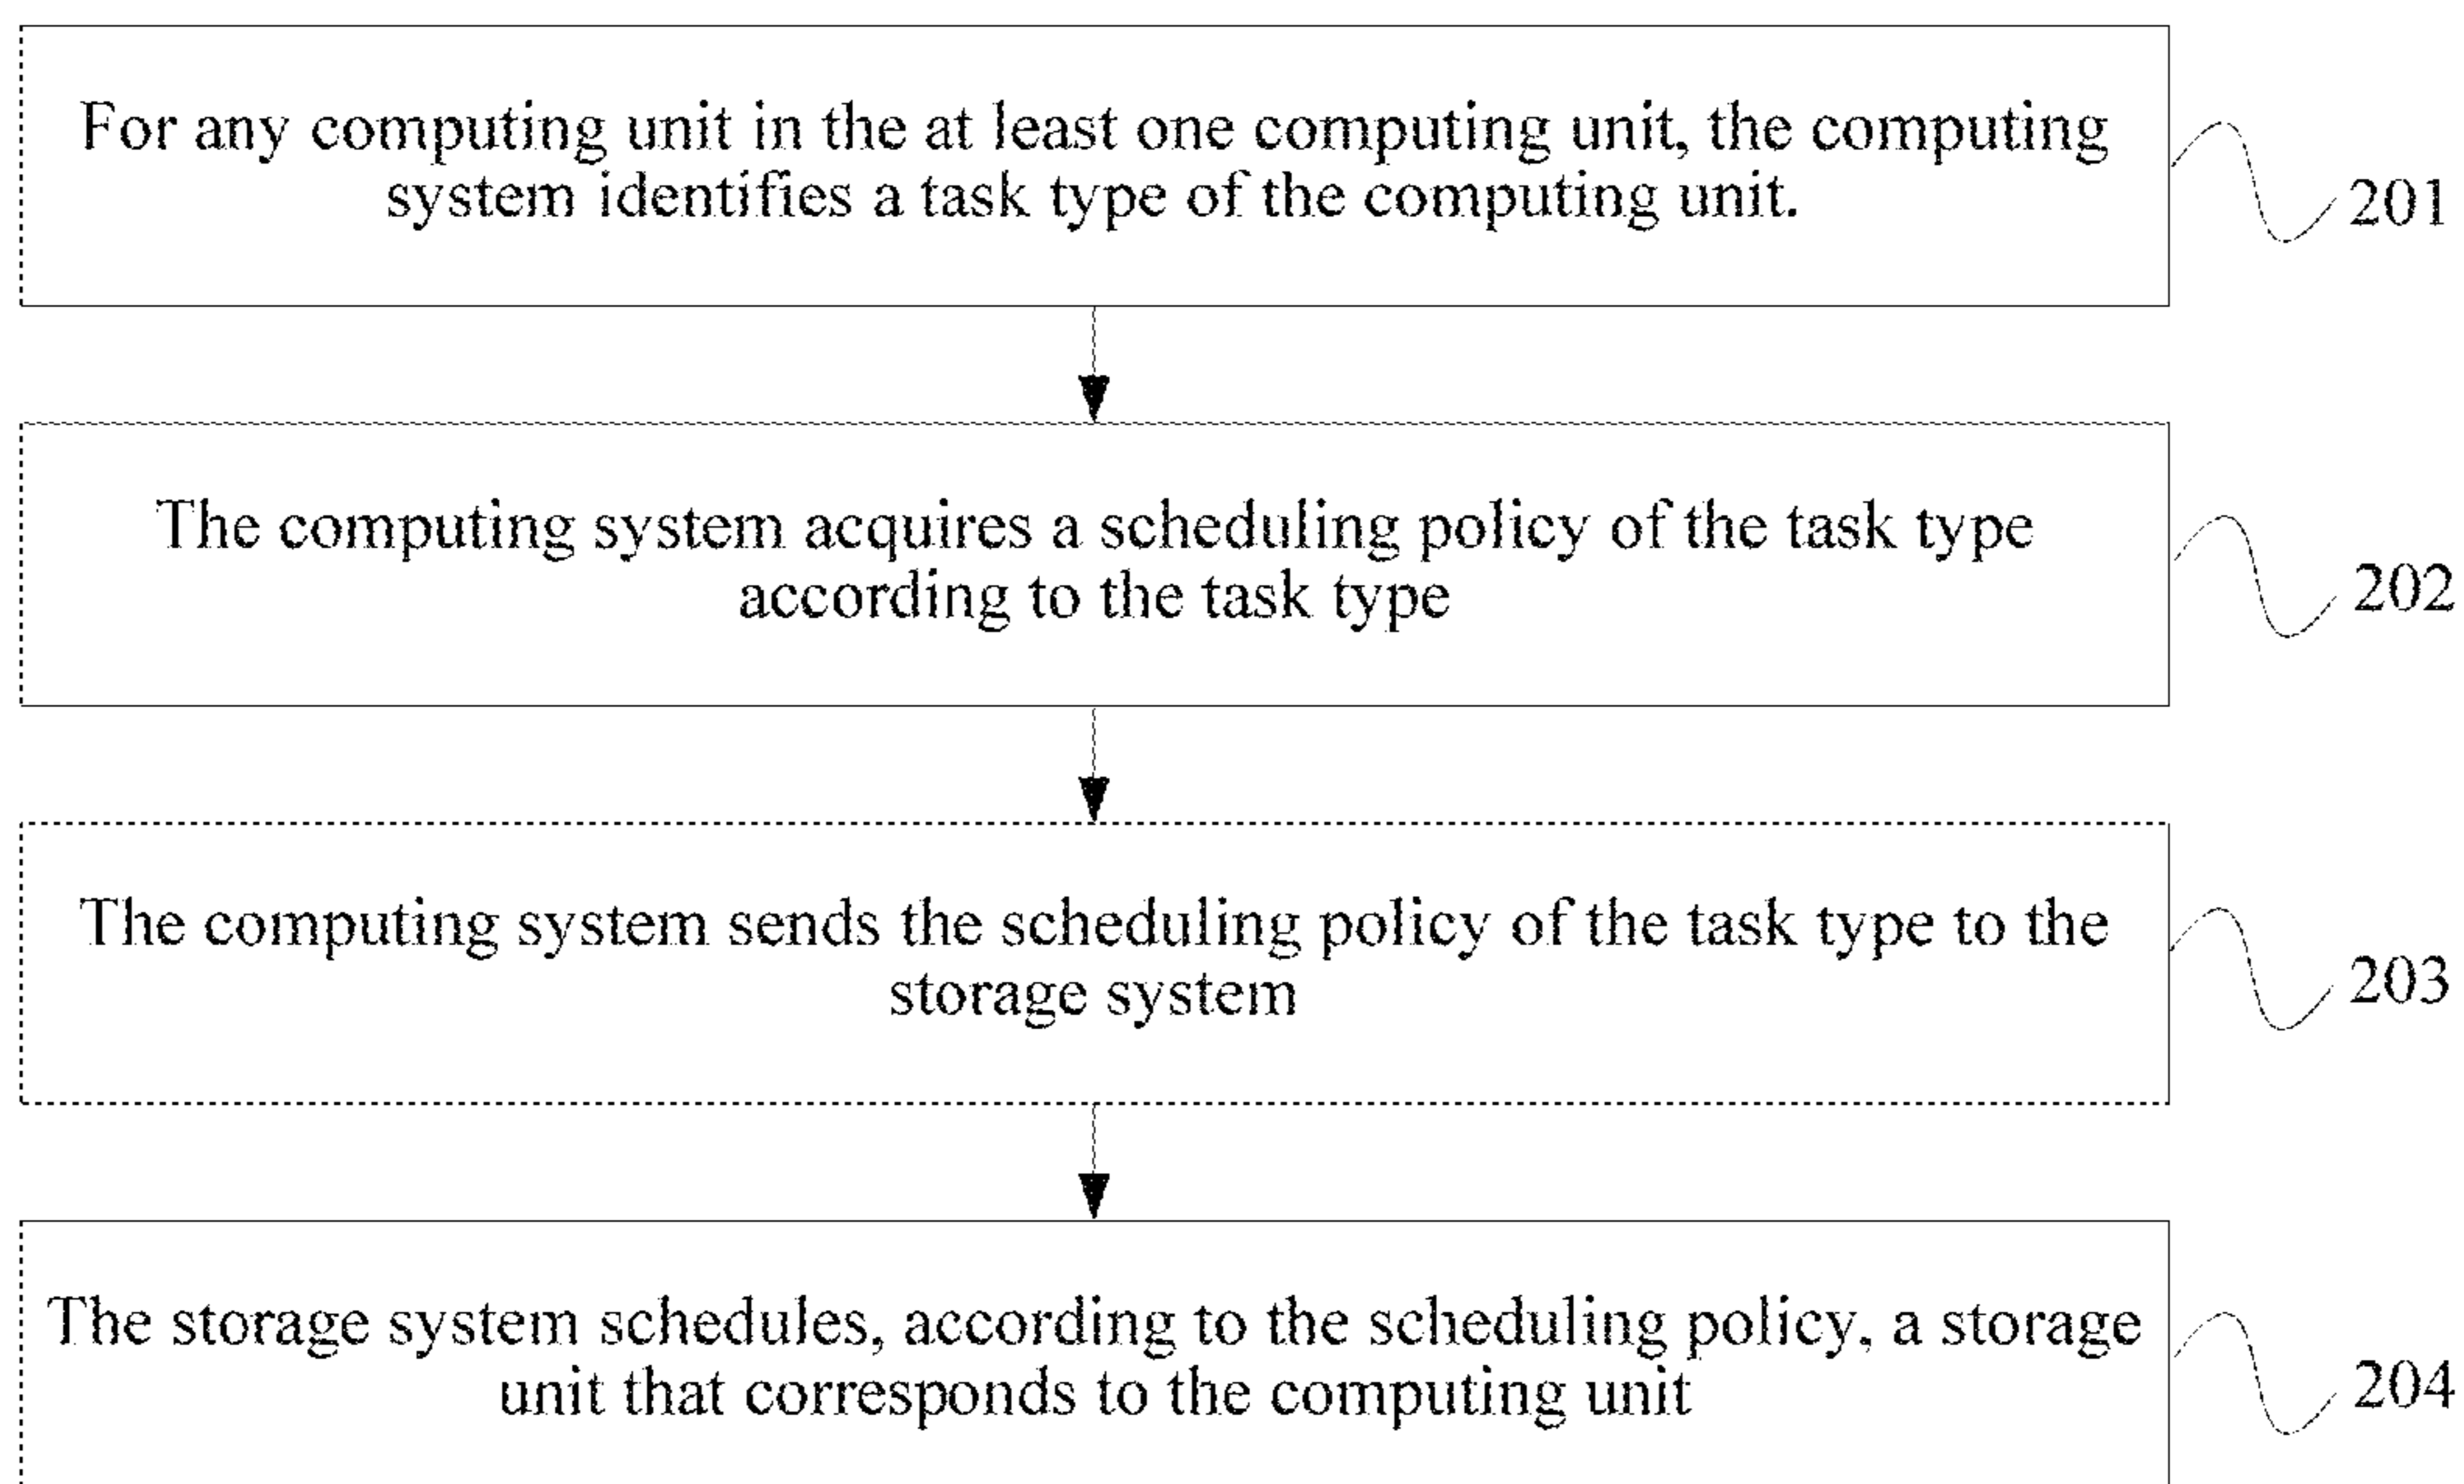 For any computing unit in the at least one computing unit, the computing
system identifies a task type of the computing unit.
201
The computing system acquires a scheduling policy of the task type
according to the task type
202
The computing system sends the scheduling policy of the task type to the
storage system
203
The storage system schedules, according to the scheduling policy, a storage
unit that corresponds to the computing unit
204